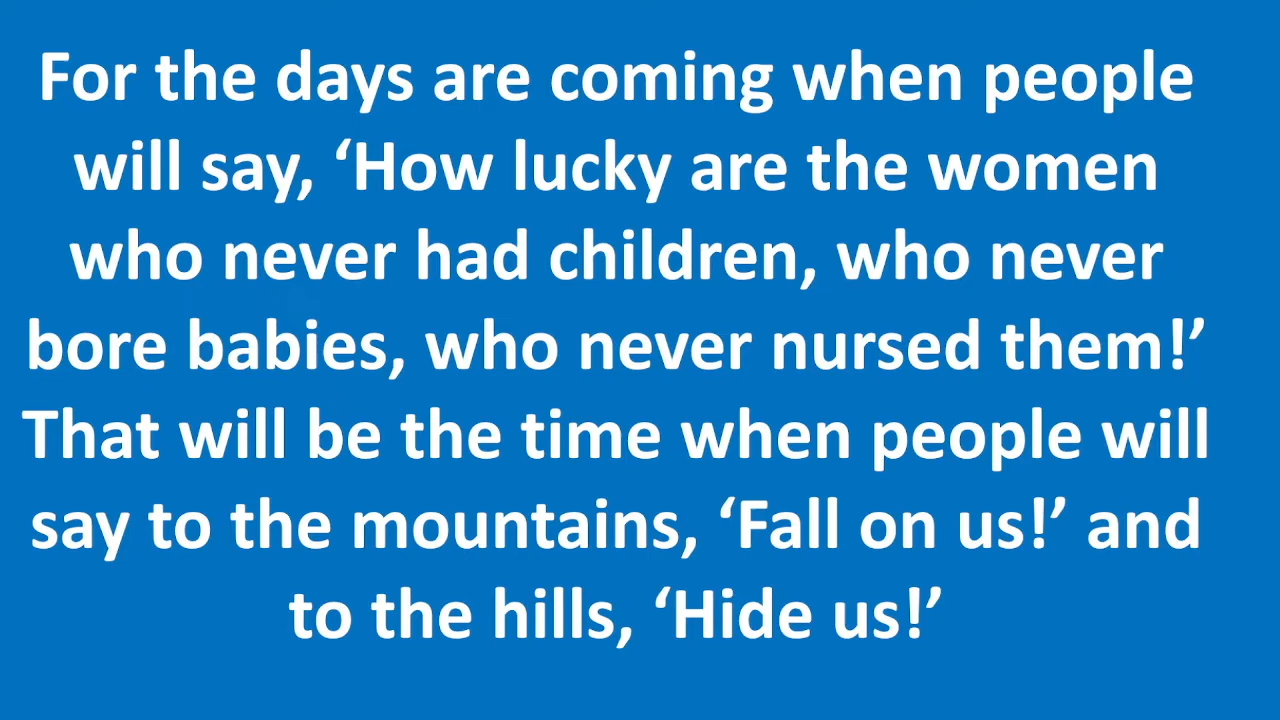 For the days are coming when people
will say, ‘How lucky are the women
who never had children, who never
bore babies, who never nursed them!’
That will be the time when people will
say to the mountains, ‘Fall on us!’ and
to the hills, ‘Hide us!’